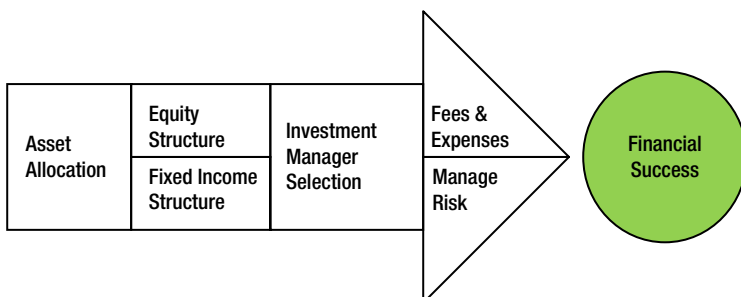 Asset
Allocation
Equity
Structure
Fixed Income
Structure
Investment
Manager
Selection
Fees &
Expenses
Manage
Risk
Financial
Success